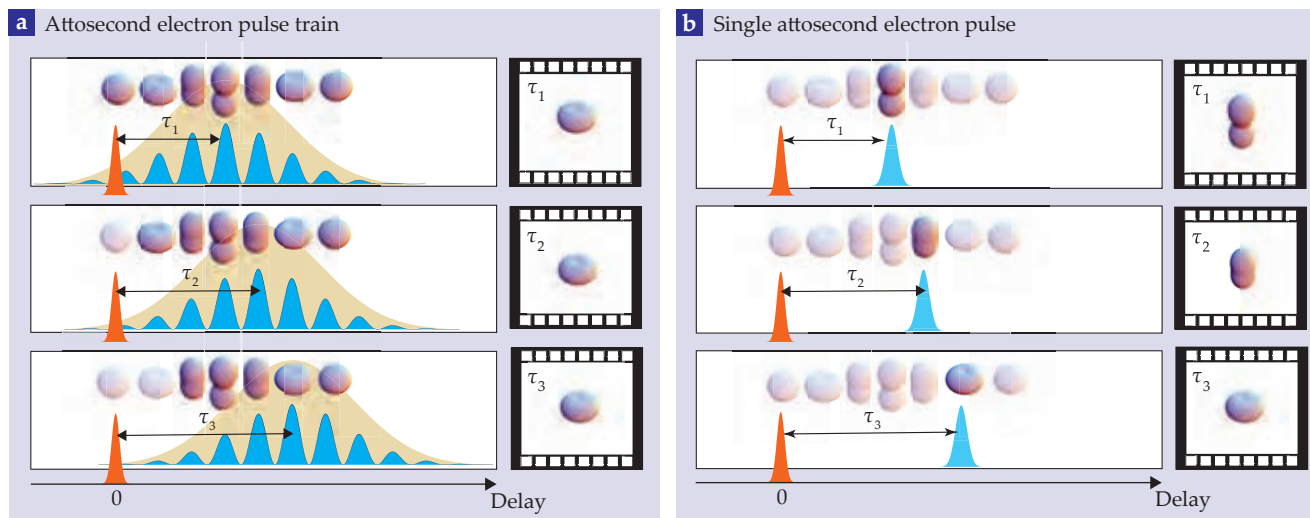 a Attosecond electron pulse train
τ1
τ1
τ2
τ2
τ3
τ3
0
Delay
b Single attosecond electron pulse
τ1
τ1
τ2
τ2
τ3
τ3
0
Delay